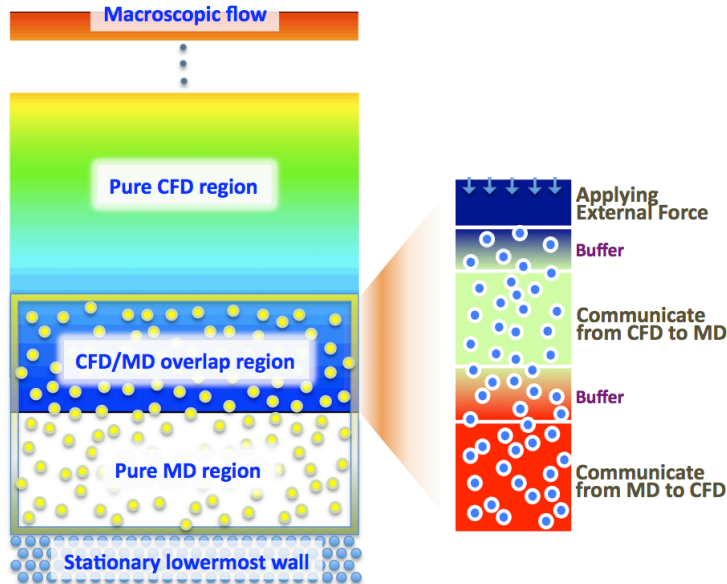 Macroscopic flow
Pure CFD region
CFD/MD overlap region
Pure MD region
Stationary lowermost wall
Applying
External Force
Buffer
Communicate
from CFD to MD
Buffer
Communicate
from MD to CFD